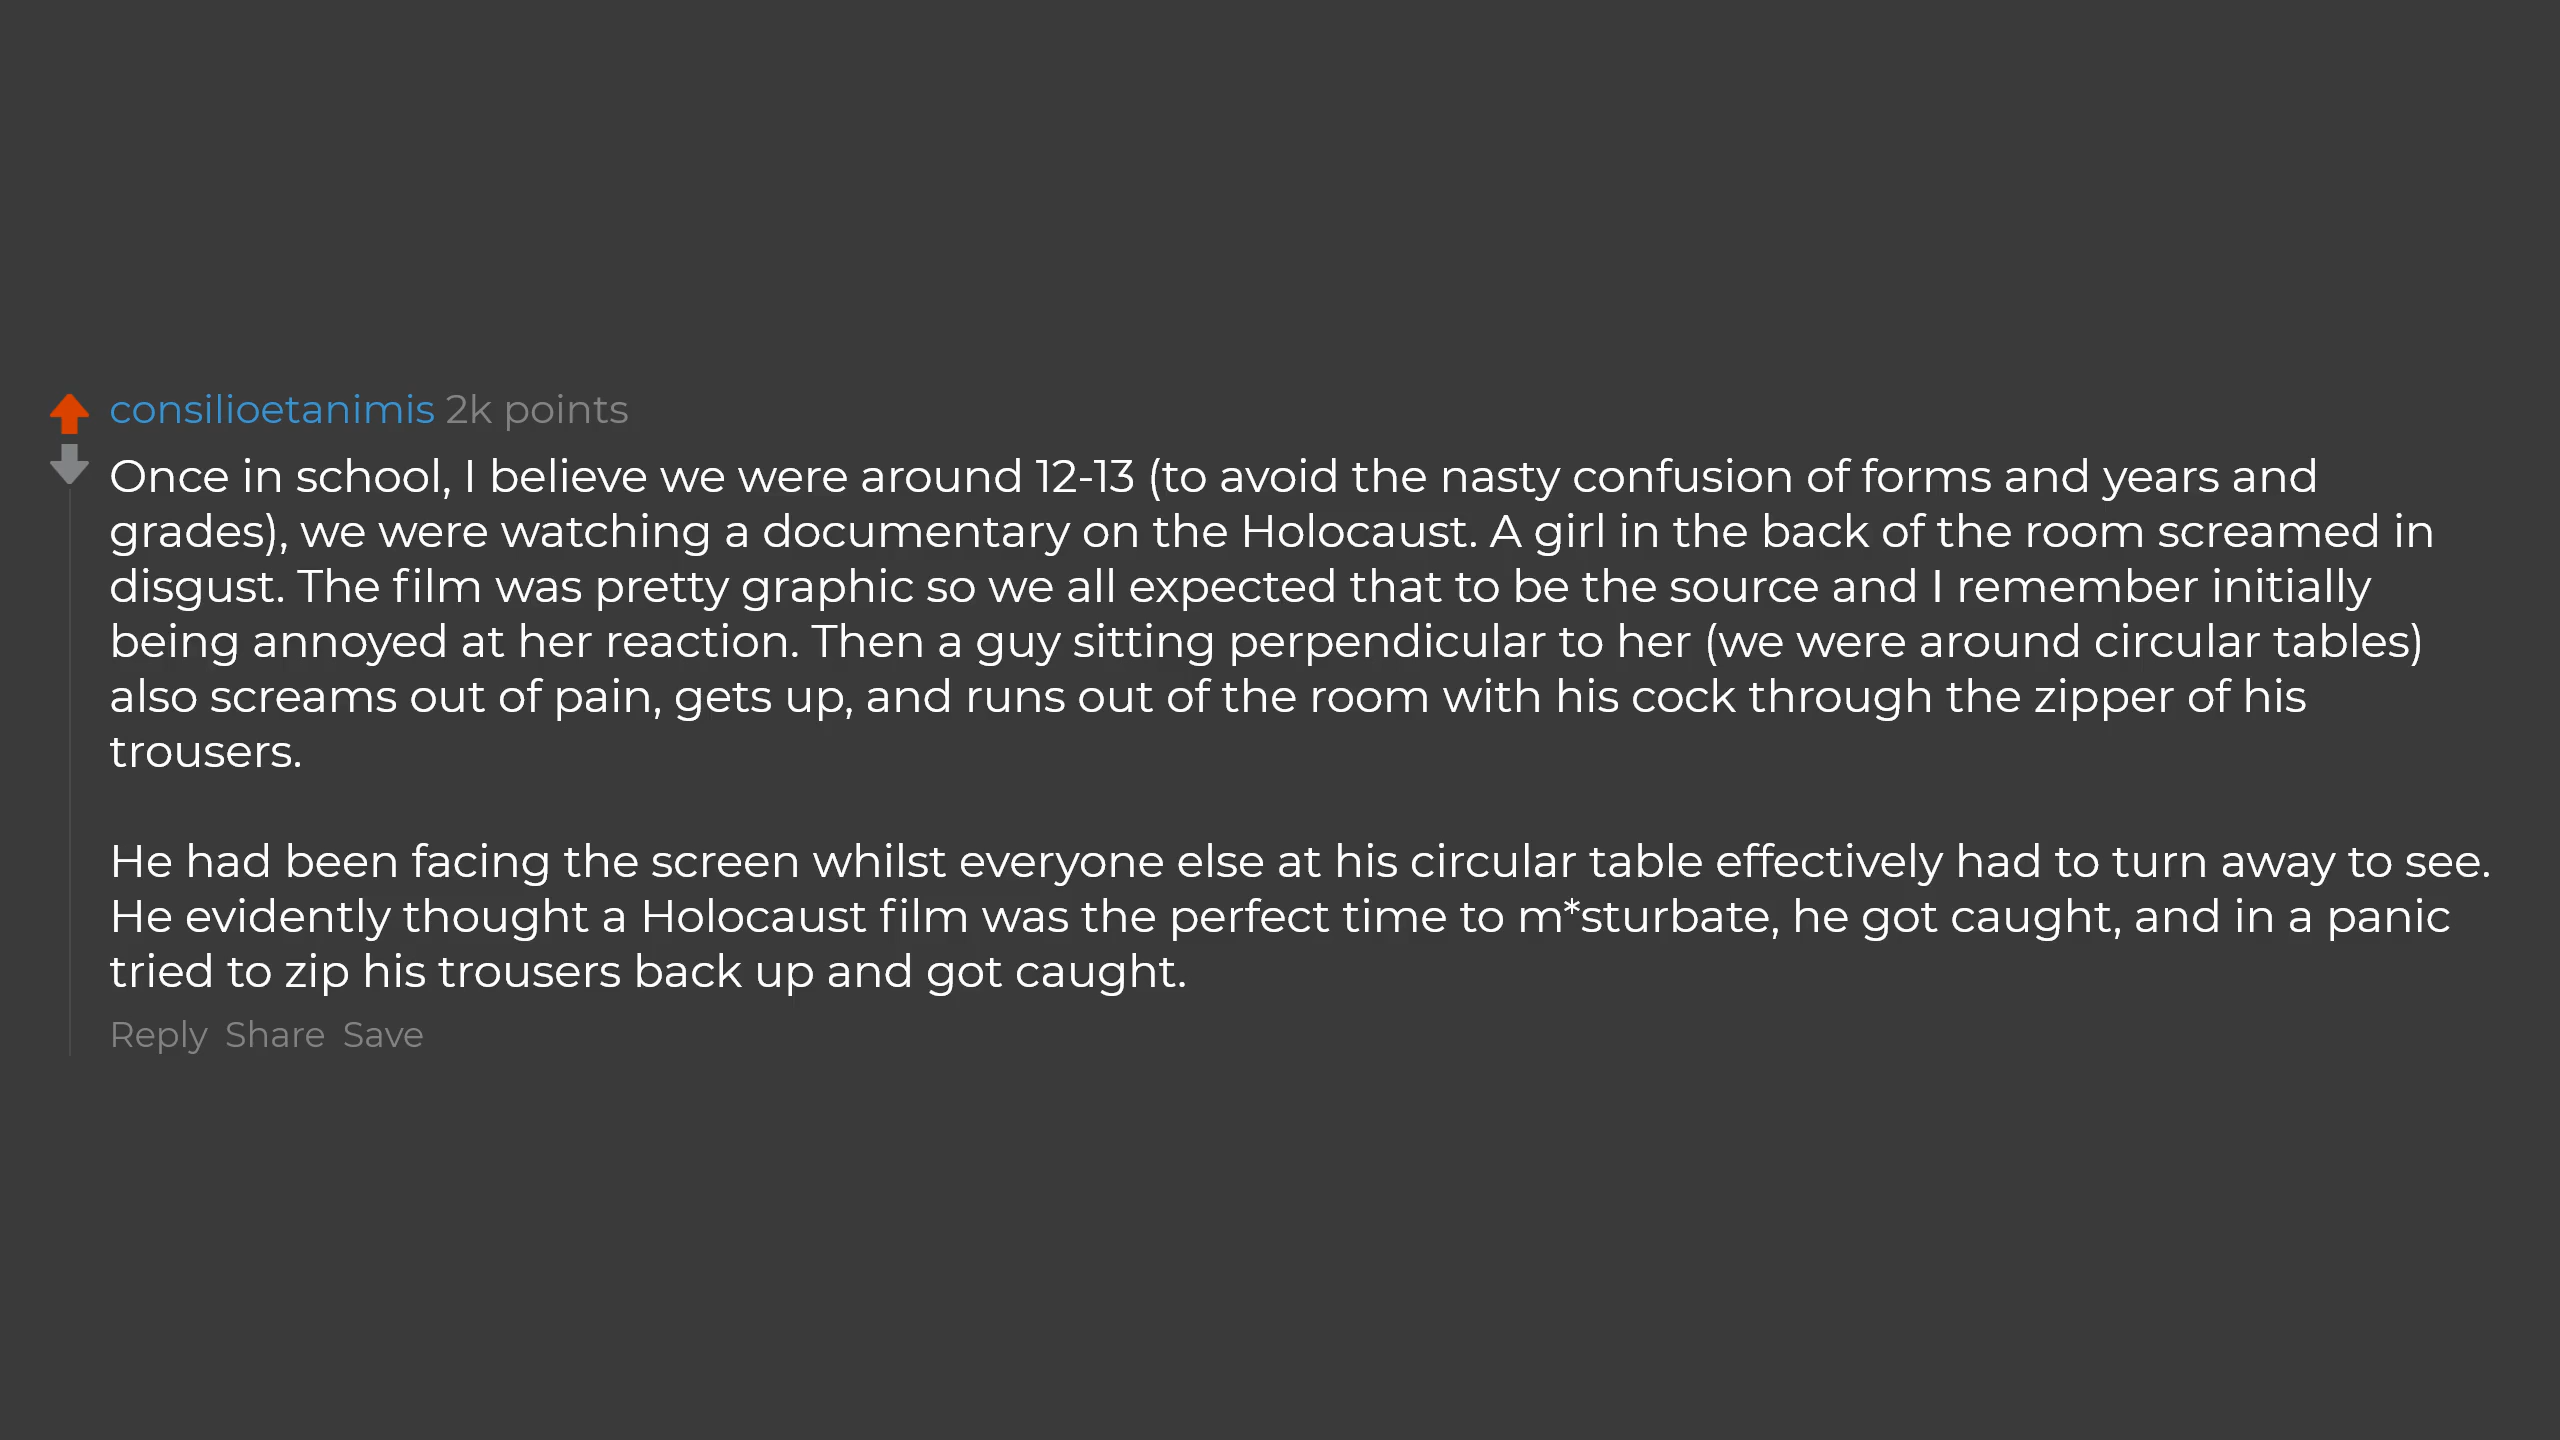 consilioetanimis 2k points
Once in school, I believe we were around 12-13 (to avoid the nasty confusion of forms and years and
grades), we were watching a documentary on the Holocaust. A girl in the back of the room screamed in
disgust. The film was pretty graphic so we all expected that to be the source and I remember initially
being annoyed at her reaction. Then a guy sitting perpendicular to her (we were around circular tables)
also screams out of pain, gets up, and runs out of the room with his cock through the zipper of his
trousers.
He had been facing the screen whilst everyone else at his circular table effectively had to turn away to see.
He evidently thought a Holocaust film was the perfect time to m*sturbate, he got caught, and in a panic
tried to zip his trousers back up and got caught.
Reply Share Save